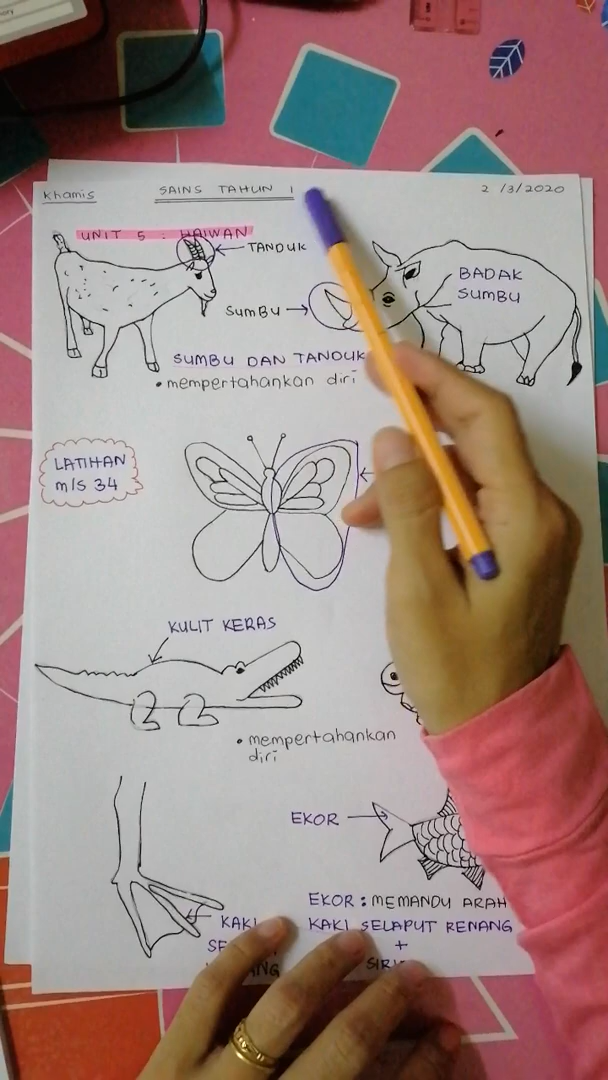 Khamis
SAINS TAHUN 1
2/3/2020
UNIT 5 : HAIWAN
TANDUK
BADAK
SUMBU
SUMBU
SUMBU DAN TANDUK
• mempertahankan diri
LATIHAN
m/s 34
KULIT KERAS
• mempertahankan
diri
EKOR
EKOR : MEMANDU ARAH
KAKI SELAPUT RENANG
+
KAKI